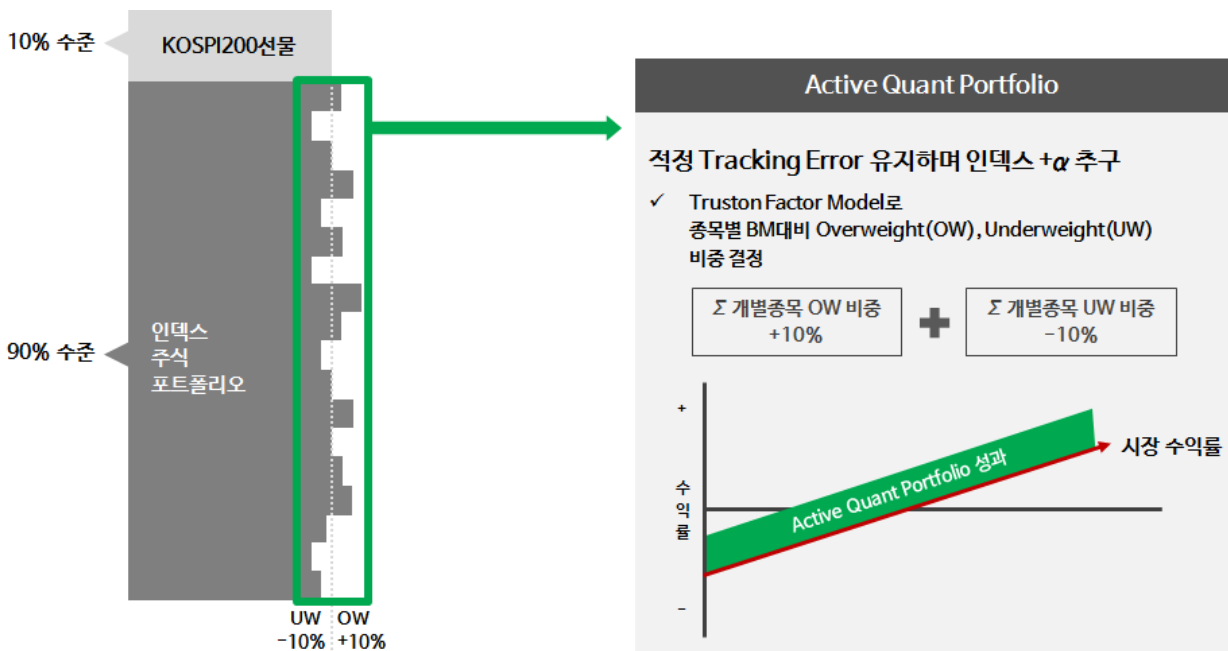 10% 수준
KOSPI200선물
90% 수준
인덱스
주식
포트폴리오
UW OW
-10% +10%
Active Quant Portfolio
적정 Tracking Error 유지하며 인덱스 +α 추구
✓ Truston Factor Model로
종목별 BM대비 Overweight(OW), Underweight(UW)
비중 결정
Σ 개별종목 OW 비중
+10%
+
Σ 개별종목 UW 비중
-10%
+
수익률
-
Active Quant Portfolio 성과
시장 수익률